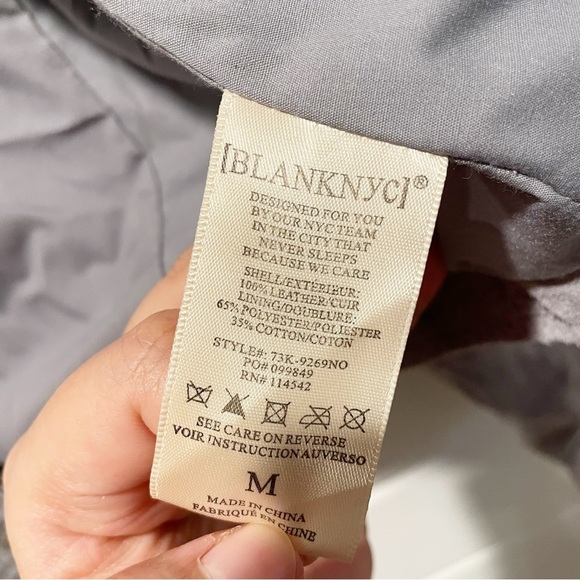 [BLANKNYC]®
DESIGNED FOR YOU
BY OUR NYC TEAM
IN THE CITY THAT
NEVER SLEEPS
BECAUSE WE CARE
SHELL/EXTÉRIEUR:
100% LEATHER/CUIR
LINING/DOUBLURE:
65% POLYESTER/POLIESTER
35% COTTON/COTON
STYLE#: 73K-9269NO
PO# 099849
RN# 114542
SEE CARE ON REVERSE
VOIR INSTRUCTION AUVERSO
M
MADE IN CHINA
FABRIQUÉ EN CHINE